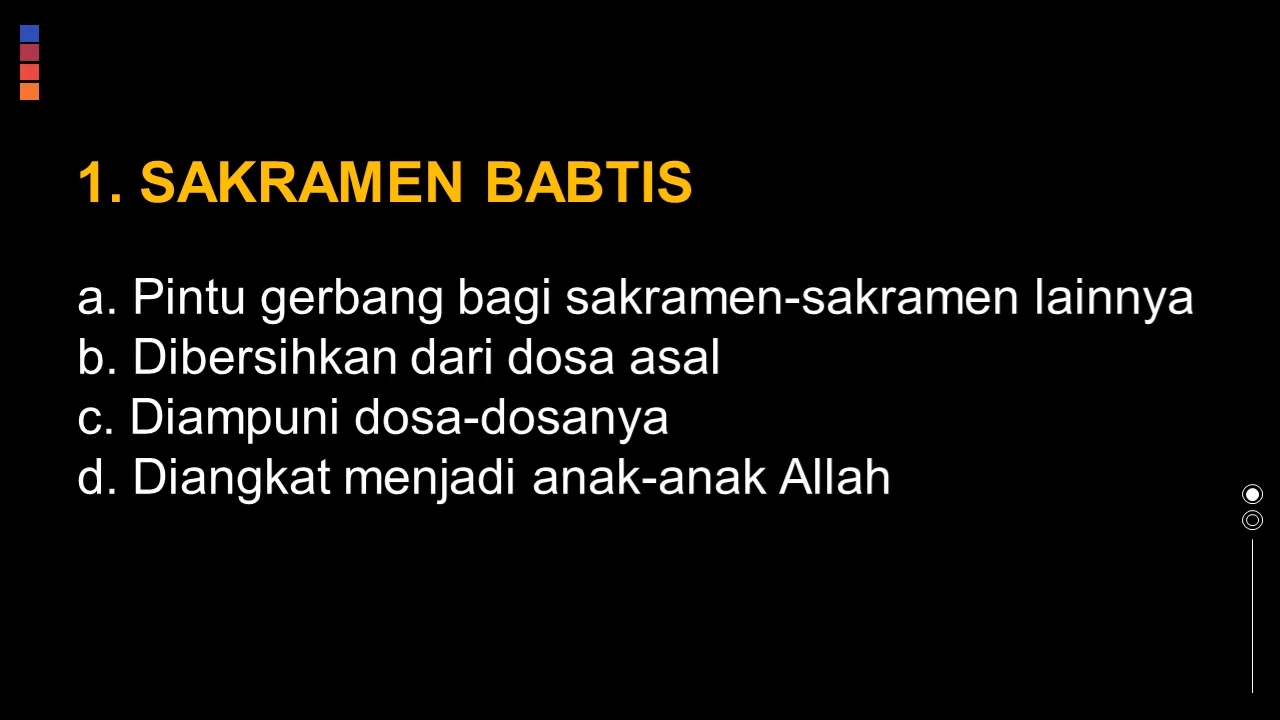 1. SAKRAMEN BABTIS
a. Pintu gerbang bagi sakramen-sakramen lainnya
b. Dibersihkan dari dosa asal
c. Diampuni dosa-dosanya
d. Diangkat menjadi anak-anak Allah